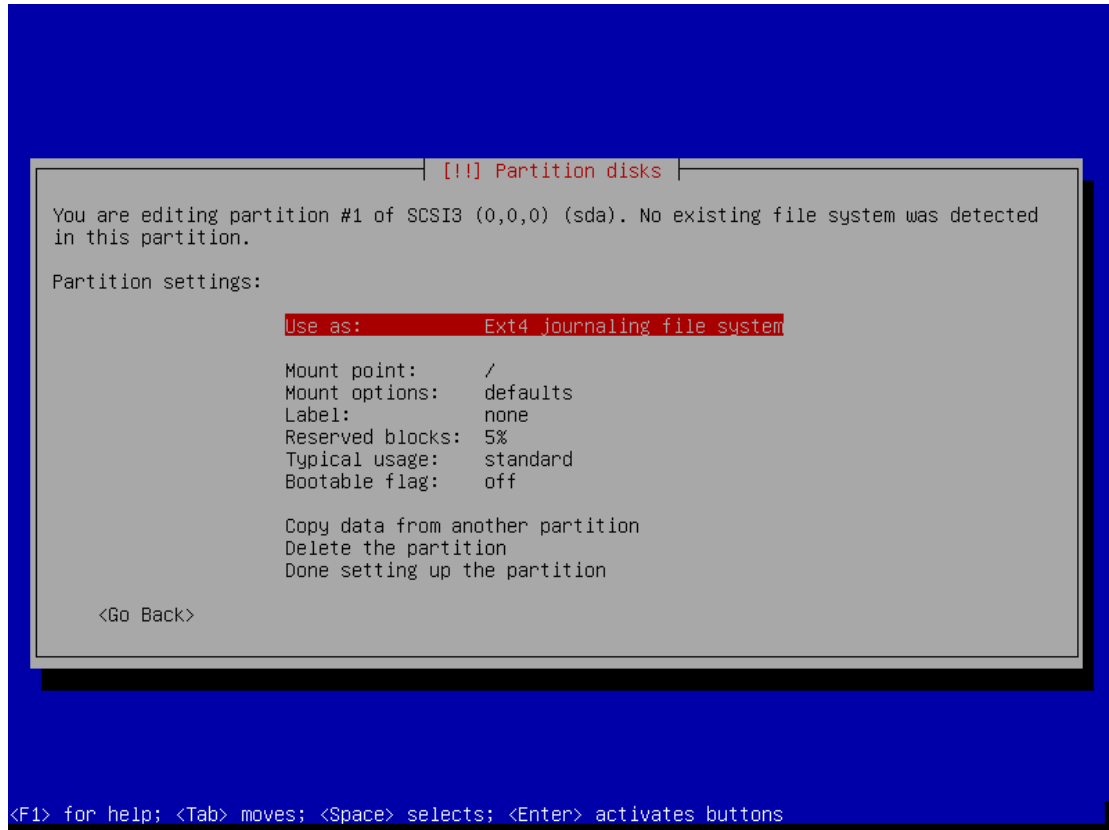 [!!] Partition disks
You are editing partition #1 of SCSI3 (0,0,0) (sda). No existing file system was detected
in this partition.
Partition settings:
Use as: Ext4 journaling file system
Mount point: /
Mount options: defaults
Label: none
Reserved blocks: 5%
Typical usage: standard
Bootable flag: off
Copy data from another partition
Delete the partition
Done setting up the partition
<Go Back>
<F1> for help; <Tab> moves; <Space> selects; <Enter> activates buttons